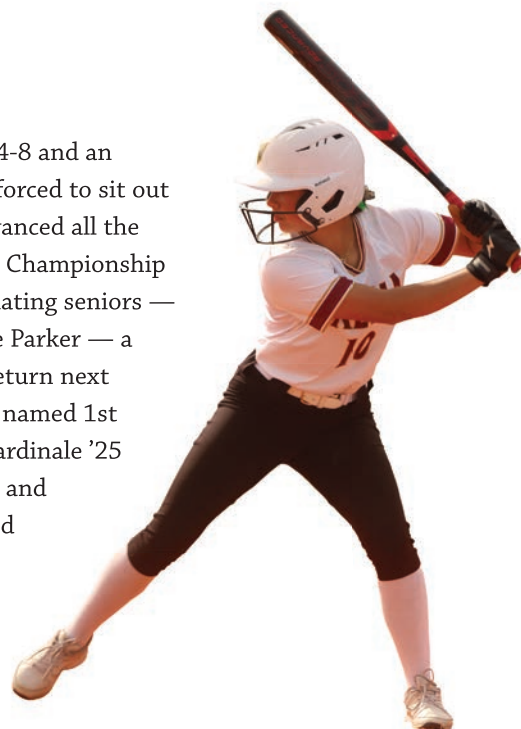 4-8 and an
forced to sit out
vanced all the
Championship
ating seniors —
e Parker — a
eturn next
named 1st
ardinale ’25
and
d
10